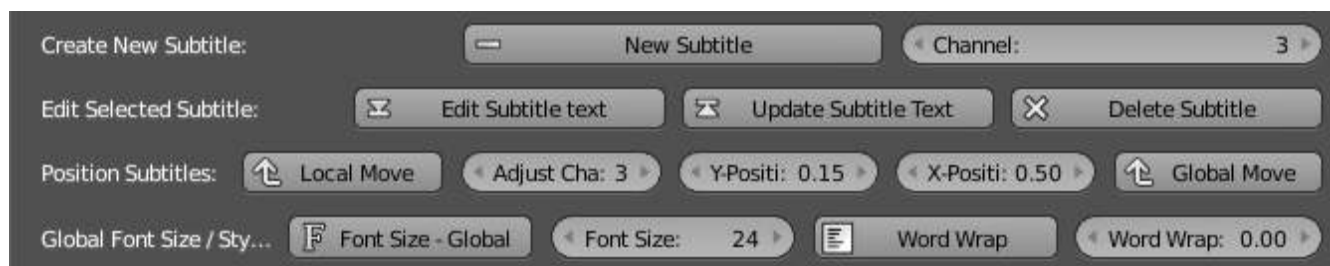 Create New Subtitle: New Subtitle Channel: 3
Edit Selected Subtitle: Edit Subtitle text Update Subtitle Text Delete Subtitle
Position Subtitles: Local Move Adjust Cha: 3 Y-Positi: 0.15 X-Positi: 0.50 Global Move
Global Font Size / Sty... F Font Size - Global Font Size: 24 Word Wrap Word Wrap: 0.00